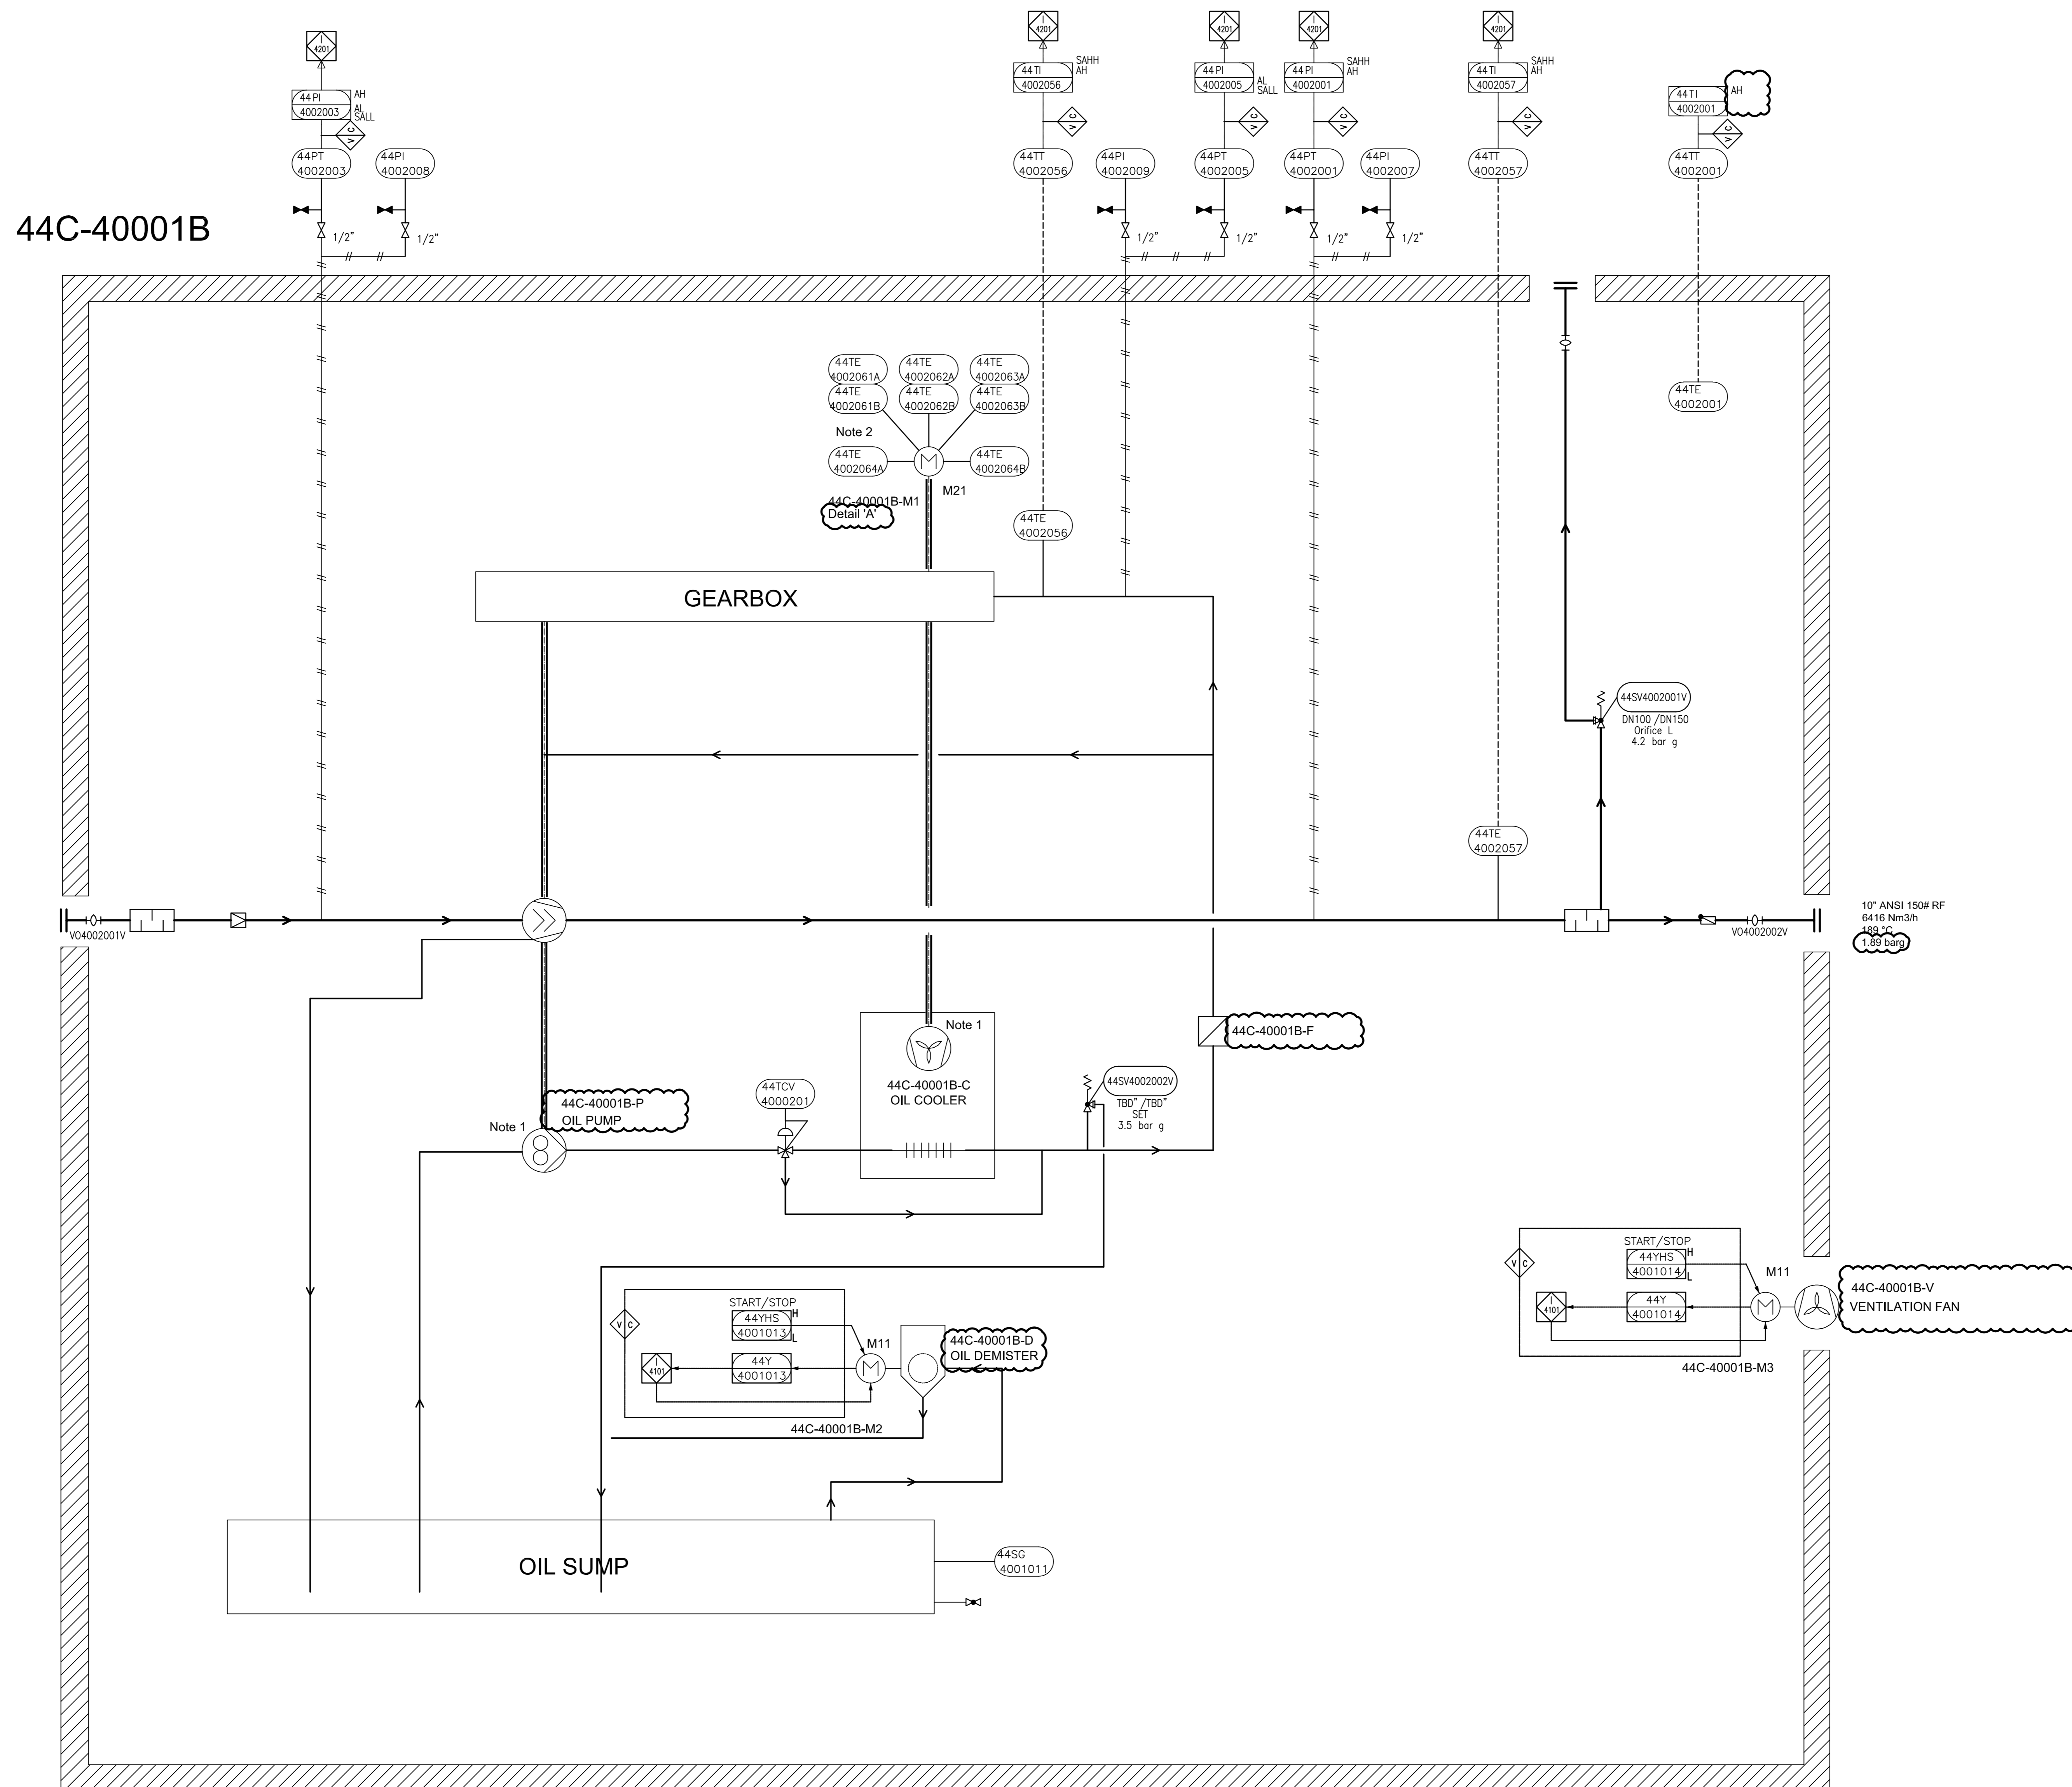 I
4201
I
4201
I
4201
I
4201
I
4201
44 PI
4002003
AH
AL
SALL
V C
44PT
4002003
44PI
4002008
1/2"
1/2"
44 TI
4002056
SAHH
AH
V C
44TT
4002056
44PI
4002009
44 PI
4002005
AL
SALL
V C
44PT
4002005
1/2"
1/2"
44 PI
4002001
SAHH
AH
V C
44PT
4002001
44PI
4002007
1/2"
1/2"
44 TI
4002057
SAHH
AH
V C
44TT
4002057
44TI
4002001
AH
V C
44TT
4002001
44C-40001B
44TE
4002061A
44TE
4002062A
44TE
4002063A
44TE
4002061B
44TE
4002062B
44TE
4002063B
Note 2
44TE
4002064A
M
44TE
4002064B
M21
44C-40001B-M1
Detail 'A'
44TE
4002056
44TE
4002001
GEARBOX
44SV4002001V
DN100 /DN150
Orifice L
4.2 bar g
44TE
4002057
VO4002001V
VO4002002V
10" ANSI 150# RF
6416 Nm3/h
189 °C
1.89 barg
Note 1
44C-40001B-C
OIL COOLER
44C-40001B-F
44C-40001B-P
OIL PUMP
Note 1
44TCV
4000201
44SV4002002V
TBD" /TBD"
SET
3.5 bar g
V C
START/STOP
44YHS
4001013
H
L
I
4101
44Y
4001013
M11
M
44C-40001B-D
OIL DEMISTER
44C-40001B-M2
V C
START/STOP
44YHS
4001014
H
L
I
4101
44Y
4001014
M11
M
44C-40001B-V
VENTILATION FAN
44C-40001B-M3
OIL SUMP
44SG
4001011